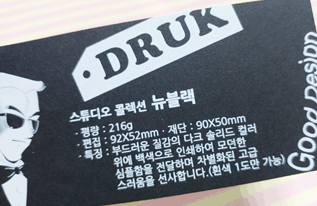 ·DRUK
스튜디오 콜렉션 뉴블랙
· 평량 : 216g
· 편집 : 92X52mm · 재단 : 90X50mm
· 특징 : 부드러운 질감의 다크 솔리드 컬러
위에 백색으로 인쇄하여 모던한
심플함을 전달하며 차별화된 고급
스러움을 선사합니다.(흰색 1도만 가능)
Good Design